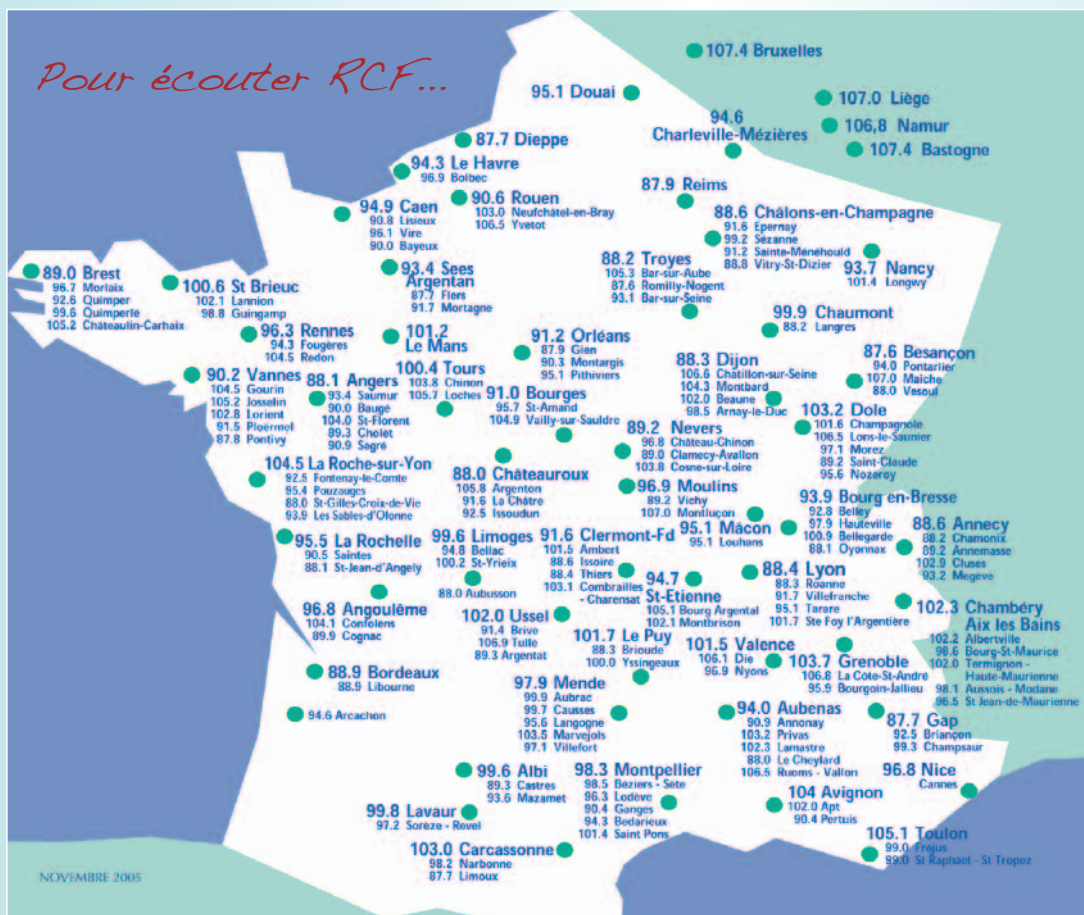 Pour écouter RCF...
107.4 Bruxelles
95.1 Douai
107.0 Liège
106,8 Namur
107.4 Bastogne
94.6
Charleville-Mézières
87.7 Dieppe
94.3 Le Havre
96.9 Bolbec
87.9 Reims
90.6 Rouen
103.0 Neufchâtel-en-Bray
106.5 Yvetot
94.9 Caen
90.8 Lisieux
96.1 Vire
90.0 Bayeux
88.6 Châlons-en-Champagne
91.6 Epernay
99.2 Sézanne
91.2 Sainte-Menéhould
88.8 Vitry-St-Dizier
93.7 Nancy
101.4 Longwy
88.2 Troyes
105.3 Bar-sur-Aube
87.6 Romilly-Nogent
93.1 Bar-sur-Seine
89.0 Brest
96.7 Morlaix
92.6 Quimper
99.6 Quimperlé
105.2 Châteaulin-Carhaix
100.6 St Brieuc
102.1 Lannion
98.8 Guingamp
93.4 Sees
Argentan
87.7 Flers
91.7 Mortagne
99.9 Chaumont
88.2 Langres
96.3 Rennes
94.3 Fougères
104.5 Redon
101.2
Le Mans
91.2 Orléans
87.9 Gien
90.3 Montargis
95.1 Pithiviers
87.6 Besançon
94.0 Pontarlier
107.0 Maiche
88.0 Vesoul
88.3 Dijon
106.6 Châtillon-sur-Seine
104.3 Montbard
102.0 Beaune
98.5 Arnay-le-Duc
90.2 Vannes
104.5 Gourin
105.2 Josselin
102.8 Lorient
91.5 Ploërmel
87.8 Pontivy
88.1 Angers
93.4 Saumur
90.0 Baugé
104.0 St-Florent
89.3 Cholet
90.9 Segré
100.4 Tours
103.8 Chinon
105.7 Loches
91.0 Bourges
95.7 St-Amand
104.9 Vailly-sur-Sauldre
103.2 Dole
101.6 Champagnole
106.5 Lons-le-Saunier
97.1 Morez
89.2 Saint-Claude
95.6 Nozeroy
89.2 Nevers
96.8 Château-Chinon
89.0 Clamecy-Avallon
103.8 Cosne-sur-Loire
104.5 La Roche-sur-Yon
92.5 Fontenay-le-Comte
95.4 Pouzauges
88.0 St-Gilles-Croix-de-Vie
93.9 Les Sables-d'Olonne
88.0 Châteauroux
105.8 Argenton
91.6 La Châtre
92.5 Issoudun
96.9 Moulins
89.2 Vichy
107.0 Montluçon
93.9 Bourg en-Bresse
92.8 Belley
97.9 Hauteville
100.9 Bellegarde
88.1 Oyonnax
95.1 Mâcon
95.1 Louhans
88.6 Annecy
88.2 Chamonix
89.2 Annemasse
102.9 Cluses
93.2 Megève
95.5 La Rochelle
90.5 Saintes
88.1 St-Jean-d'Angely
99.6 Limoges
94.8 Bellac
100.2 St-Yrieix
88.0 Aubusson
91.6 Clermont-Fd
101.5 Ambert
88.6 Issoire
88.4 Thiers
103.1 Combrailles
- Charensat
94.7
St-Etienne
105.1 Bourg Argental
102.1 Montbrison
88.4 Lyon
88.3 Roanne
91.7 Villefranche
95.1 Tarare
101.7 Ste Foy l'Argentière
96.8 Angoulême
104.1 Confolens
89.9 Cognac
102.0 Ussel
91.4 Brive
106.9 Tulle
89.3 Argentat
102.3 Chambéry
Aix les Bains
102.2 Albertville
98.6 Bourg-St-Maurice
102.0 Termignon -
Haute-Maurienne
98.1 Aussois - Modane
96.5 St Jean-de-Maurienne
101.7 Le Puy
88.3 Brioude
100.0 Yssingeaux
101.5 Valence
106.1 Die
96.9 Nyons
103.7 Grenoble
106.8 La Côte-St-André
95.9 Bourgoin-Jallieu
88.9 Bordeaux
88.9 Libourne
94.6 Arcachon
97.9 Mende
99.9 Aubrac
99.7 Causses
95.6 Langogne
103.5 Marvejols
97.1 Villefort
94.0 Aubenas
90.9 Annonay
103.2 Privas
102.3 Lamastre
88.0 Le Cheylard
106.5 Ruoms - Vallon
87.7 Gap
92.5 Briançon
99.3 Champsaur
99.6 Albi
89.3 Castres
93.6 Mazamet
98.3 Montpellier
98.5 Beziers - Sète
96.3 Lodève
90.4 Ganges
94.3 Bedarieux
101.4 Saint Pons
96.8 Nice
Cannes
104 Avignon
102.0 Apt
90.4 Pertuis
99.8 Lavaur
97.2 Sorèze - Revel
105.1 Toulon
99.0 Frejus
99.0 St Raphaël - St Tropez
103.0 Carcassonne
98.2 Narbonne
87.7 Limoux
NOVEMBRE 2005